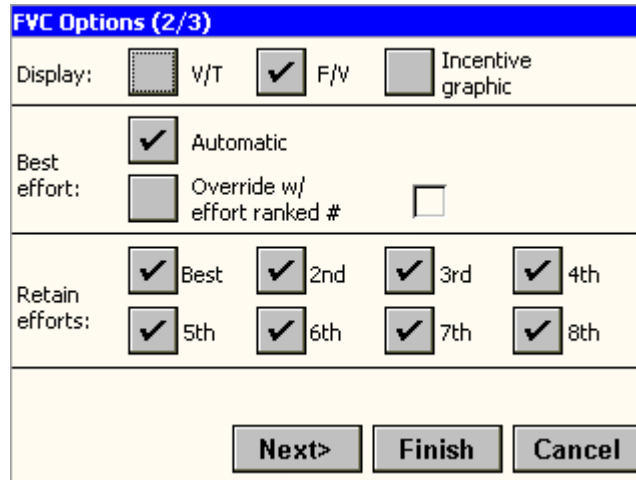 FVC Options (2/3)
Display: V/T F/V Incentive
graphic
Automatic
Best
effort:
Override w/
effort ranked #
Best 2nd 3rd 4th
Retain
efforts:
5th 6th 7th 8th
Next> Finish Cancel